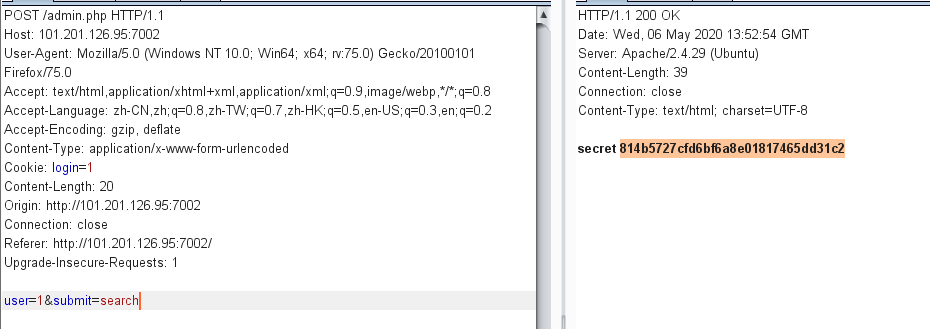 POST /admin.php HTTP/1.1
Host: 101.201.126.95:7002
User-Agent: Mozilla/5.0 (Windows NT 10.0; Win64; x64; rv:75.0) Gecko/20100101
Firefox/75.0
Accept: text/html,application/xhtml+xml,application/xml;q=0.9,image/webp,*/*;q=0.8
Accept-Language: zh-CN,zh;q=0.8,zh-TW;q=0.7,zh-HK;q=0.5,en-US;q=0.3,en;q=0.2
Accept-Encoding: gzip, deflate
Content-Type: application/x-www-form-urlencoded
Cookie: login=1
Content-Length: 20
Origin: http://101.201.126.95:7002
Connection: close
Referer: http://101.201.126.95:7002/
Upgrade-Insecure-Requests: 1
user=1&submit=search
HTTP/1.1 200 OK
Date: Wed, 06 May 2020 13:52:54 GMT
Server: Apache/2.4.29 (Ubuntu)
Content-Length: 39
Connection: close
Content-Type: text/html; charset=UTF-8
secret 814b5727cfd6bf6a8e01817465dd31c2